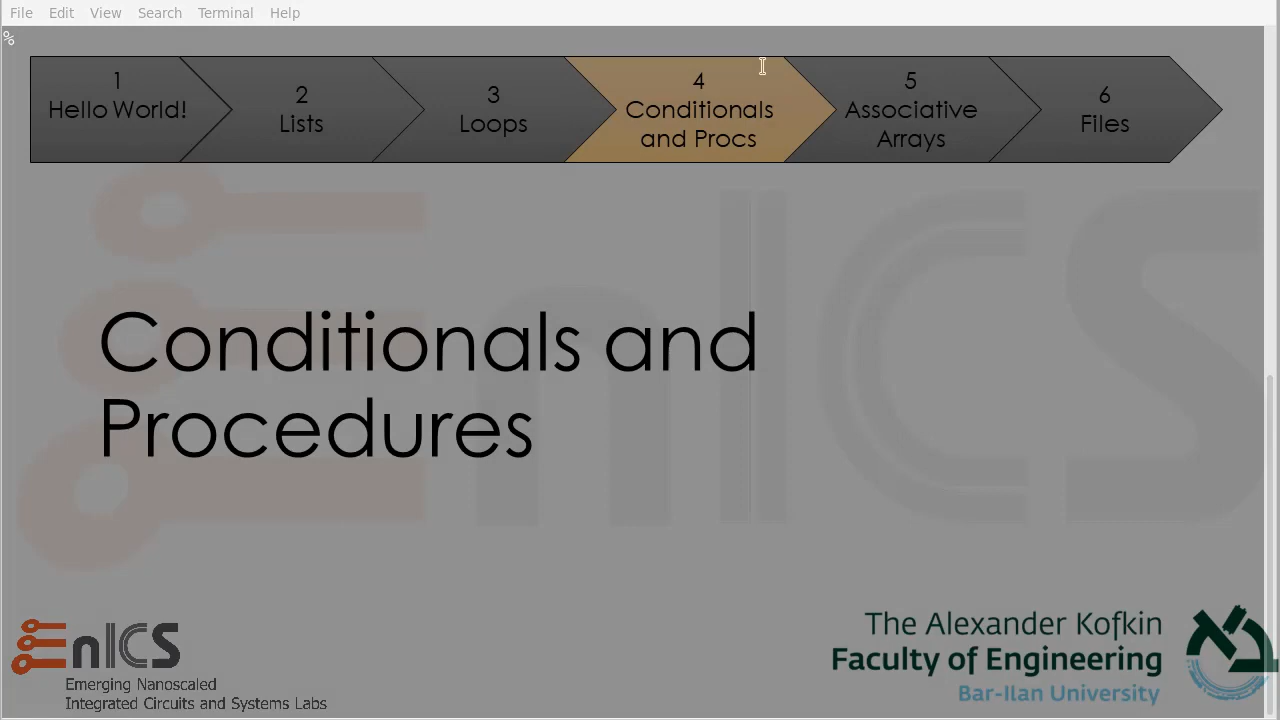 File Edit View Search Terminal Help
%
1
Hello World!
2
Lists
3
Loops
4
Conditionals
and Procs
5
Associative
Arrays
6
Files
Conditionals and
Procedures
EnICS
Emerging Nanoscaled
Integrated Circuits and Systems Labs
The Alexander Kofkin
Faculty of Engineering
Bar-Ilan University